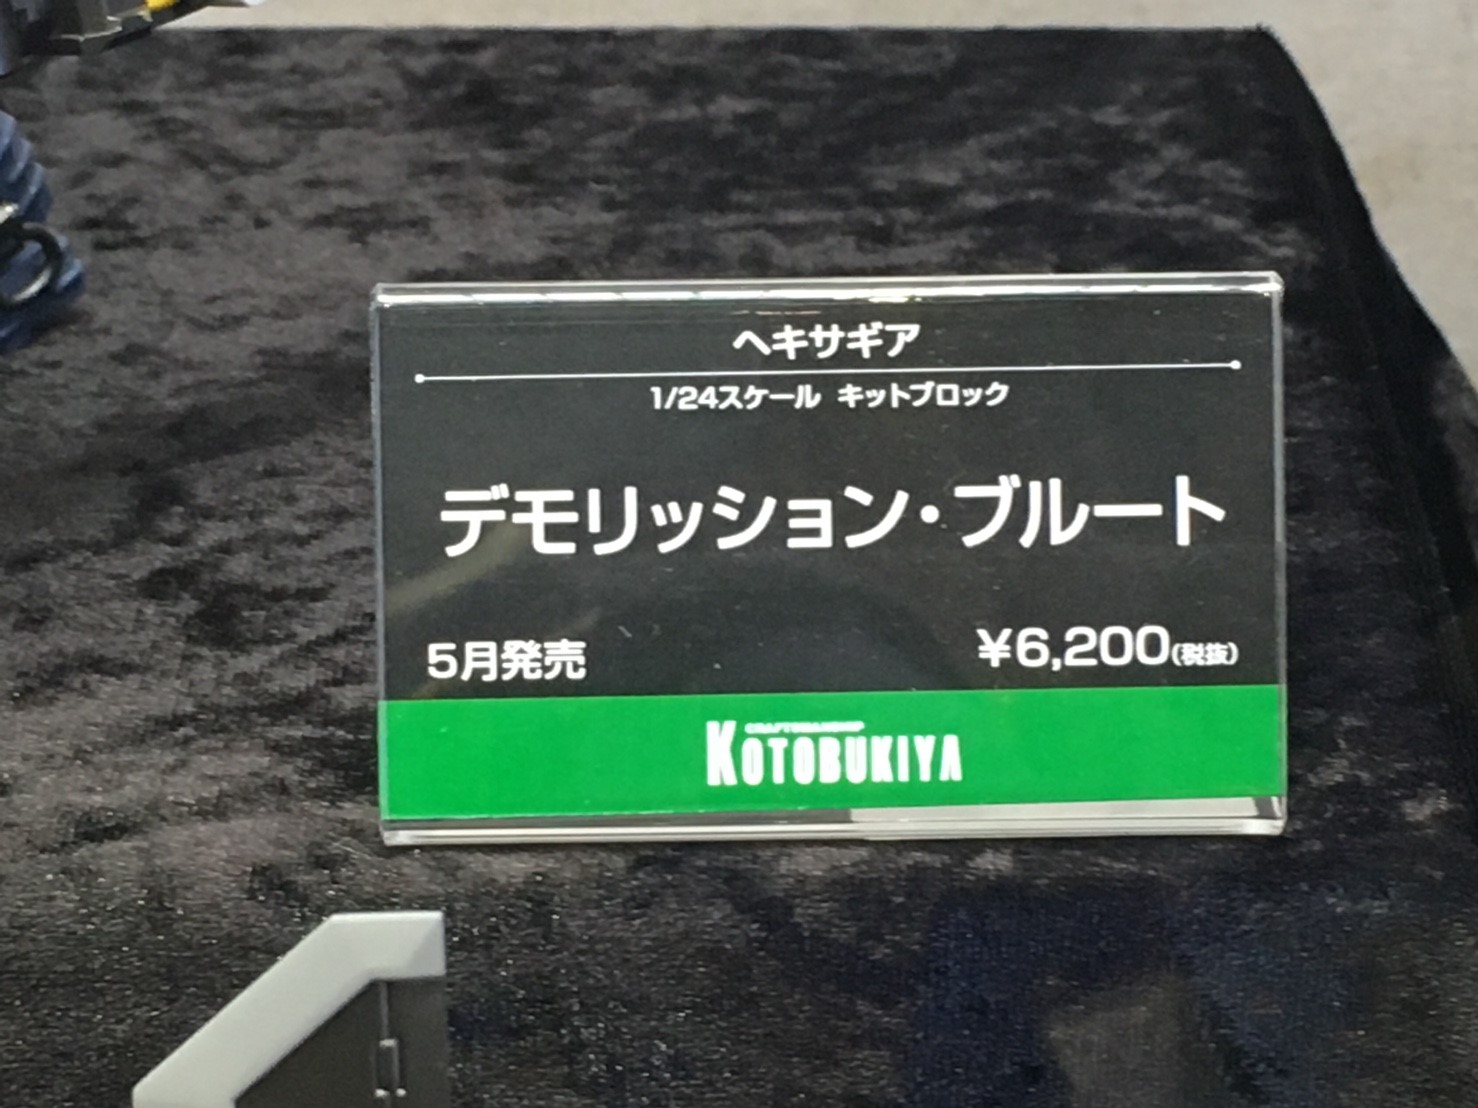 ヘキサギア
1/24スケール キットブロック
デモリッション・ブルート
5月発売
¥6,200(税抜)
KOTOBUKIYA